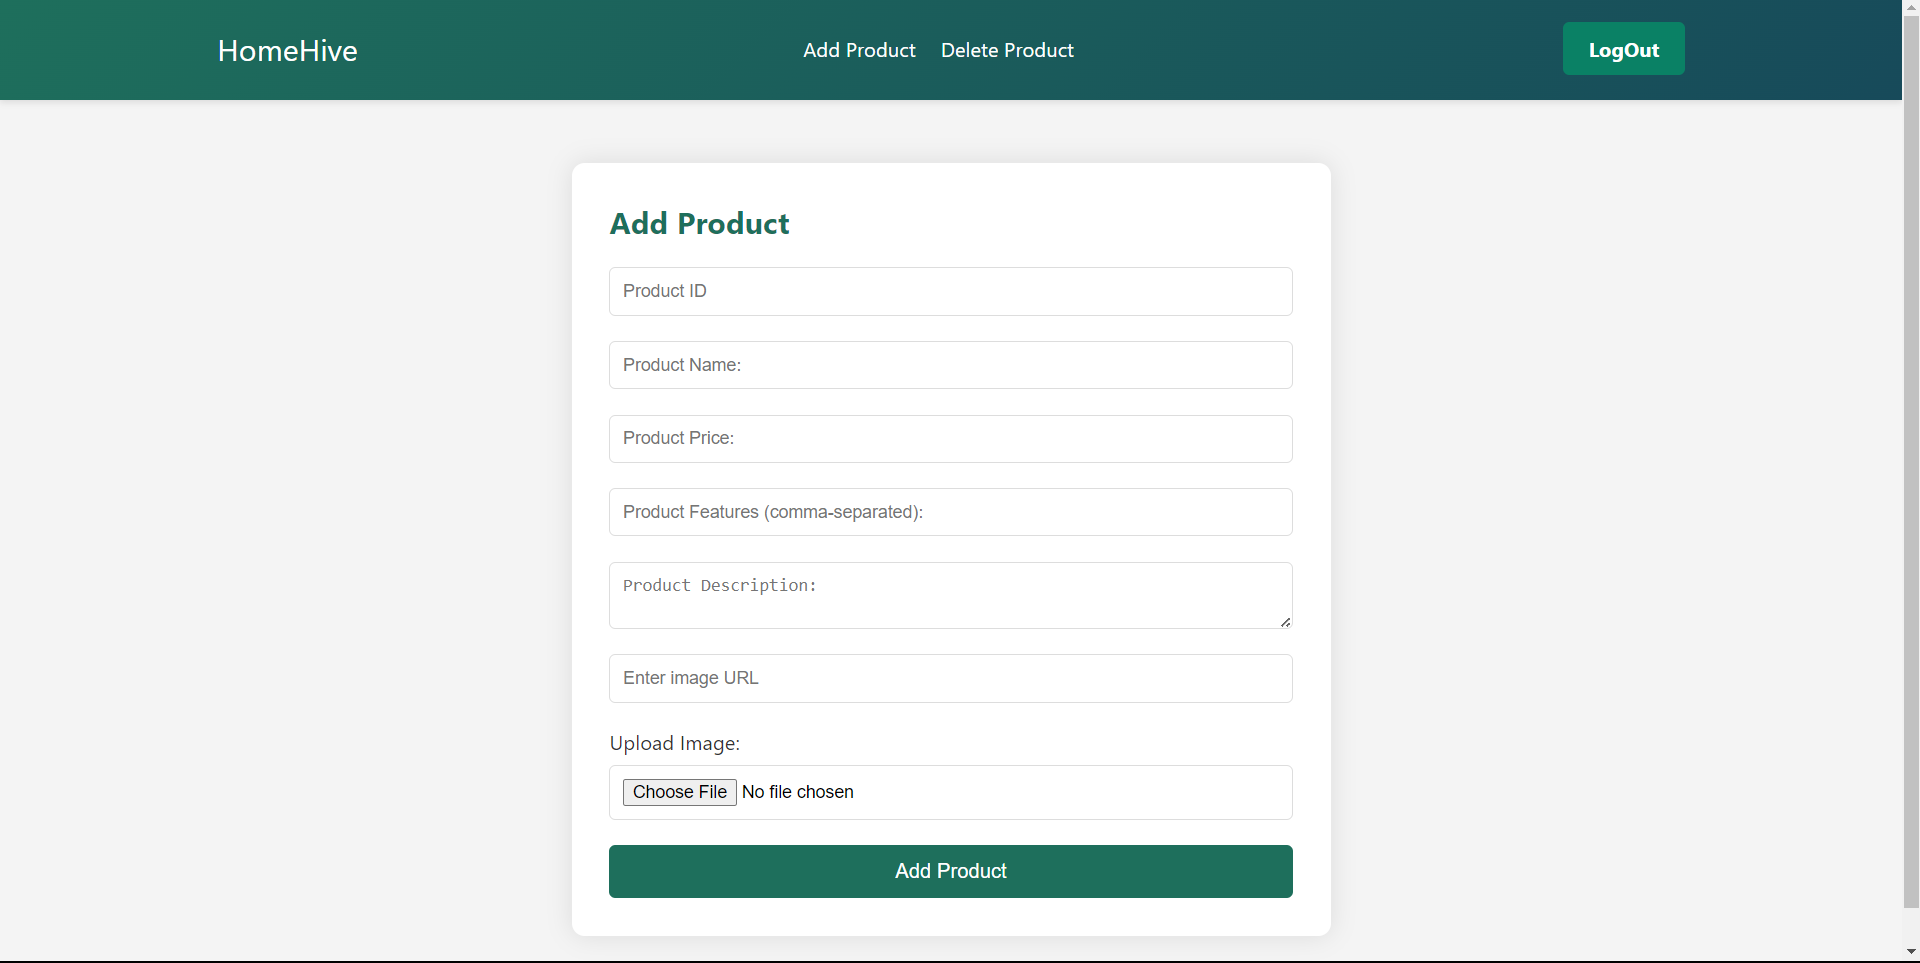 HomeHive
Add Product
Delete Product
LogOut
Add Product
Product ID
Product Name:
Product Price:
Product Features (comma-separated):
Product Description:
Enter image URL
Upload Image:
Choose File No file chosen
Add Product